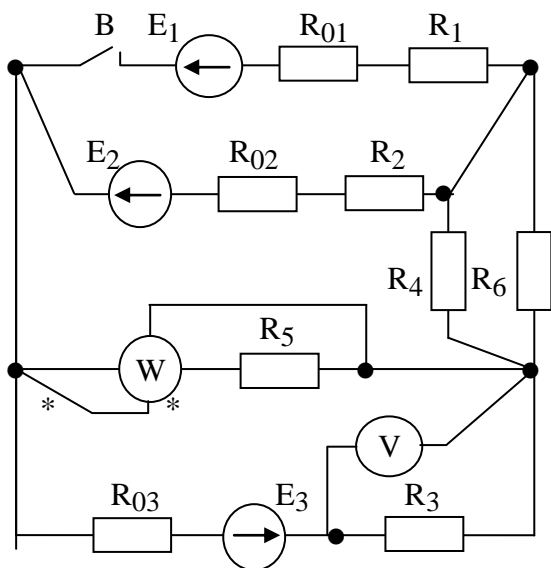 B E₁ R₀₁ R₁
E₂ R₀₂ R₂
R₄ R₆
R₅
W
* *
V
R₀₃ E₃ R₃